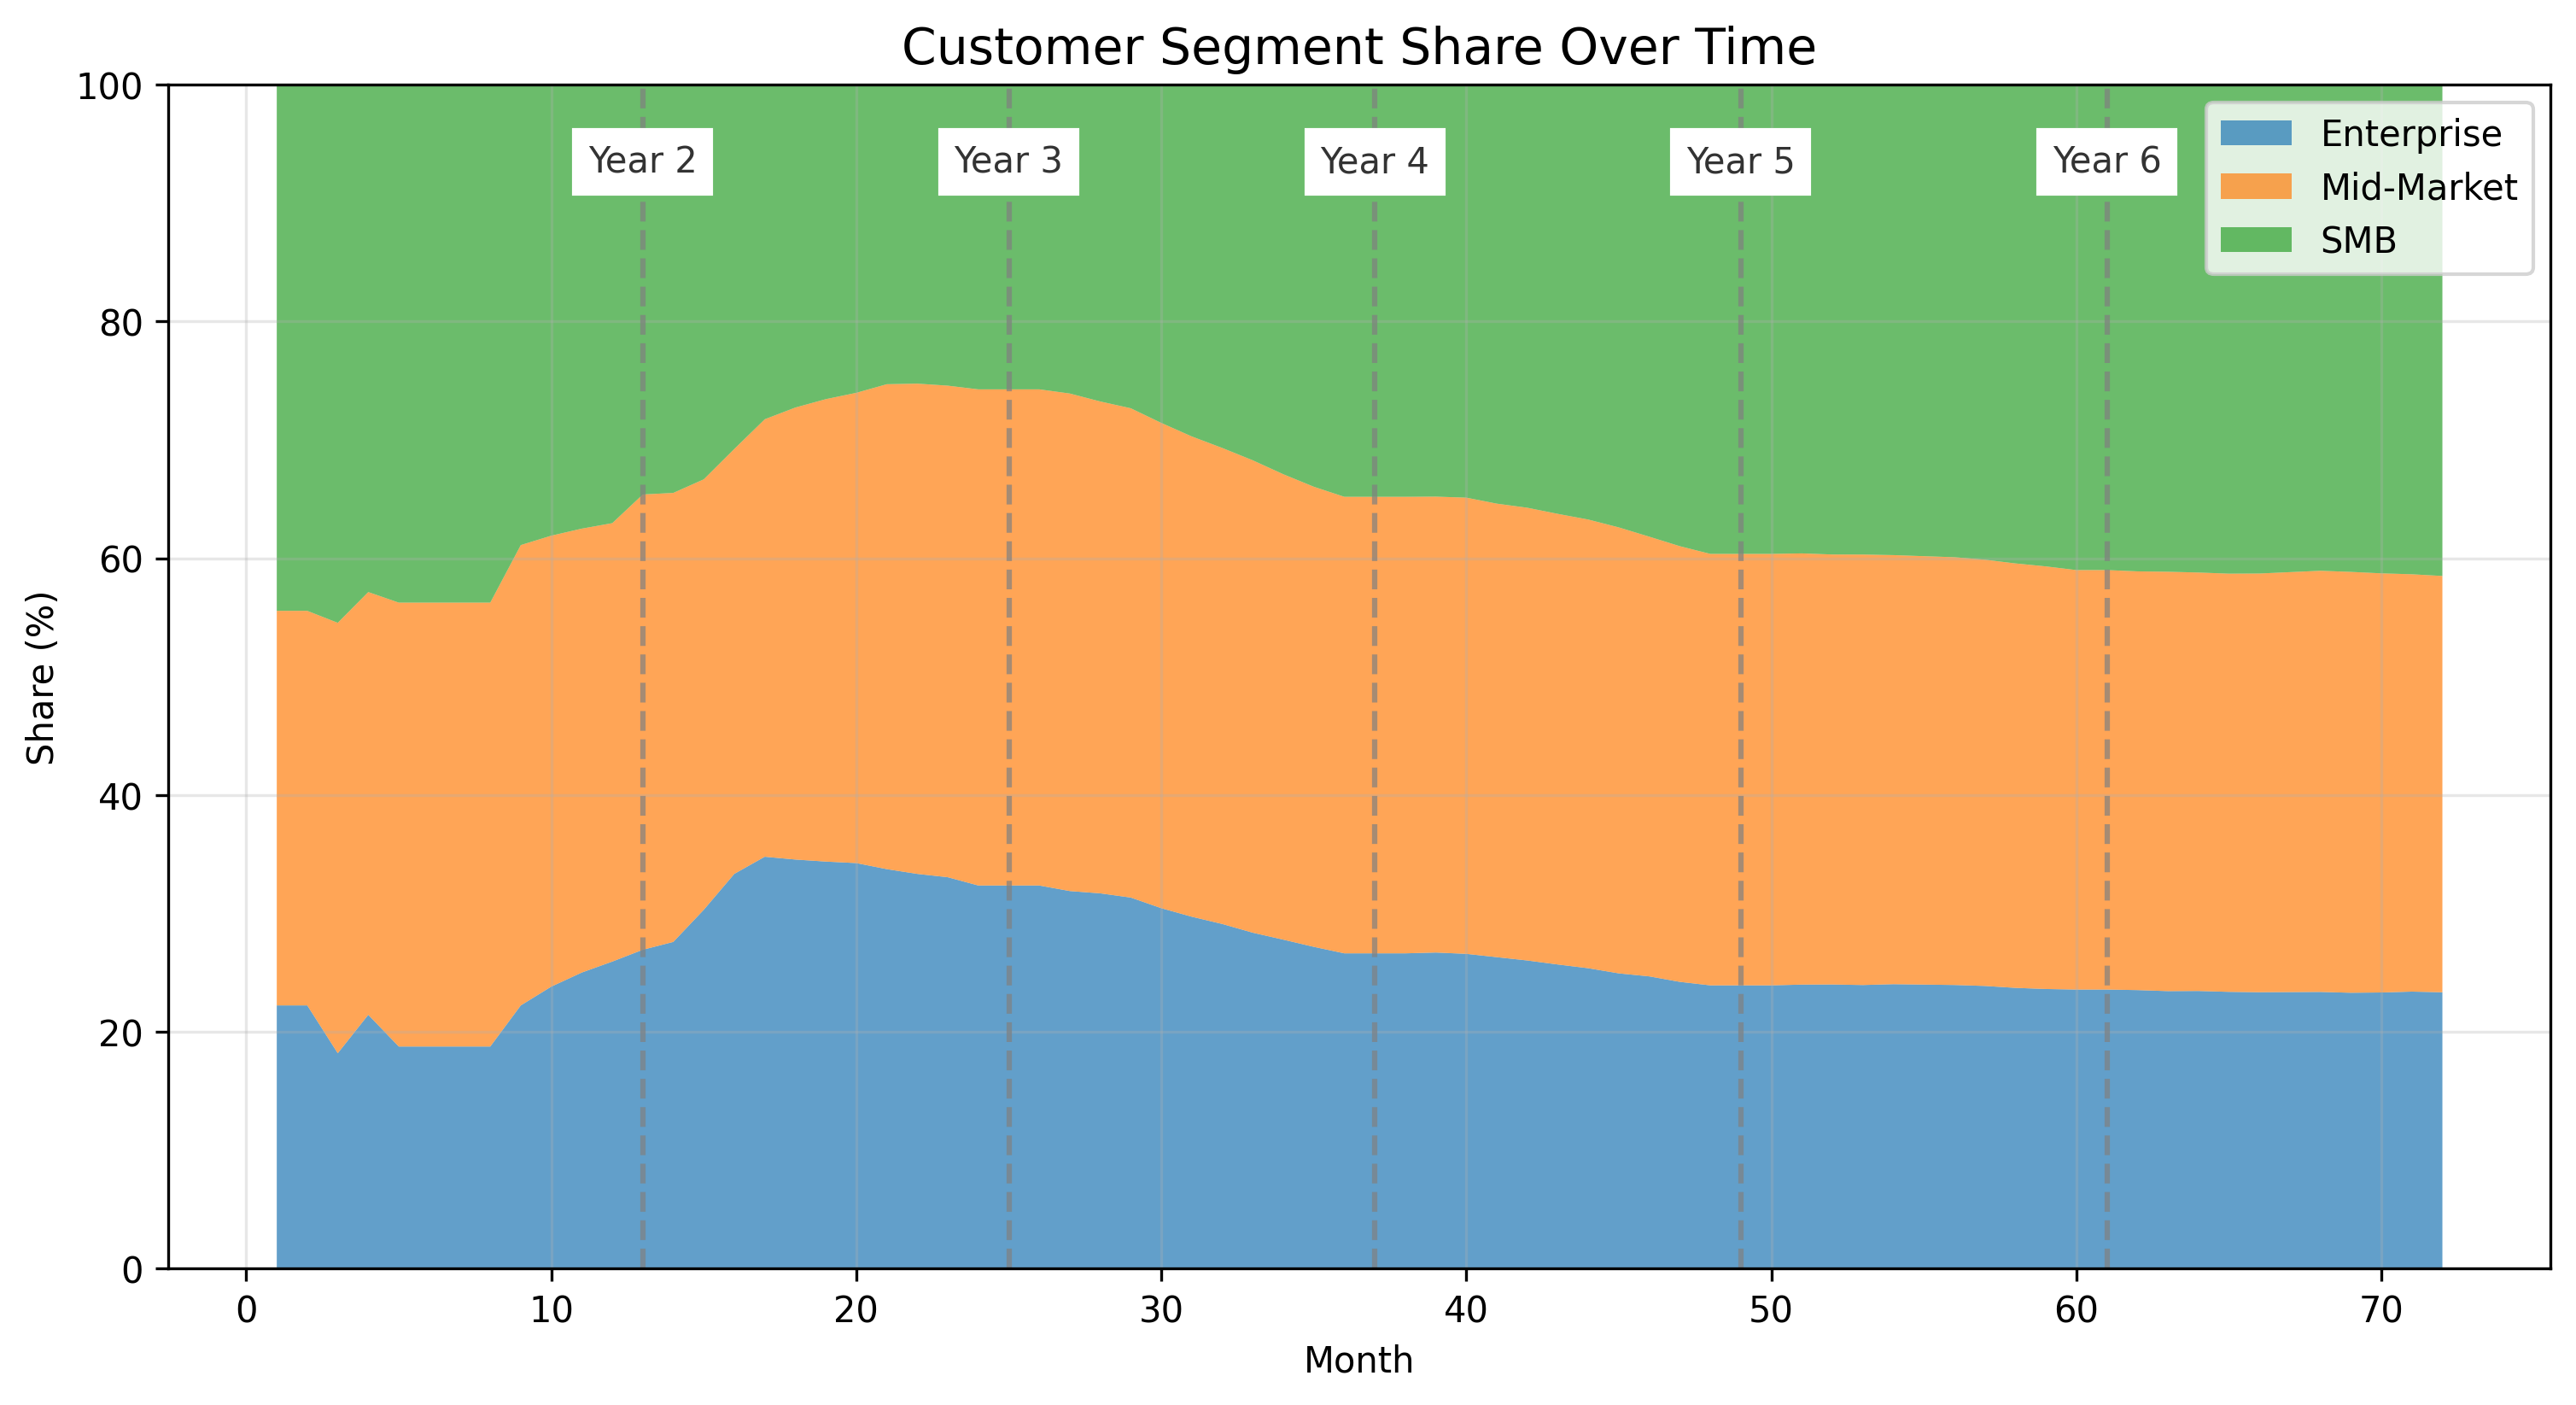 Customer Segment Share Over Time
100
80
60
40
20
0
Share (%)
Year 2
Year 3
Year 4
Year 5
Year 6
Enterprise
Mid-Market
SMB
0
10
20
30
40
50
60
70
Month